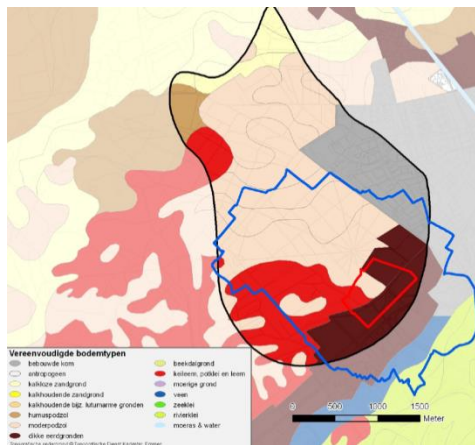 0 500 1000 1500
Meter
Vereenvoudigde bodemtypen
bebouwde kom
antropogeen
kalkloze zandgrond
kalkhoudende zandgrond
kalkhoudende bijz. lutumarme gronden
humuspodzol
moderpodzol
dikke eerdgronden
beekdalgrond
keileem, potklei en leem
moerige grond
veen
zeeklei
rivierklei
moeras & water